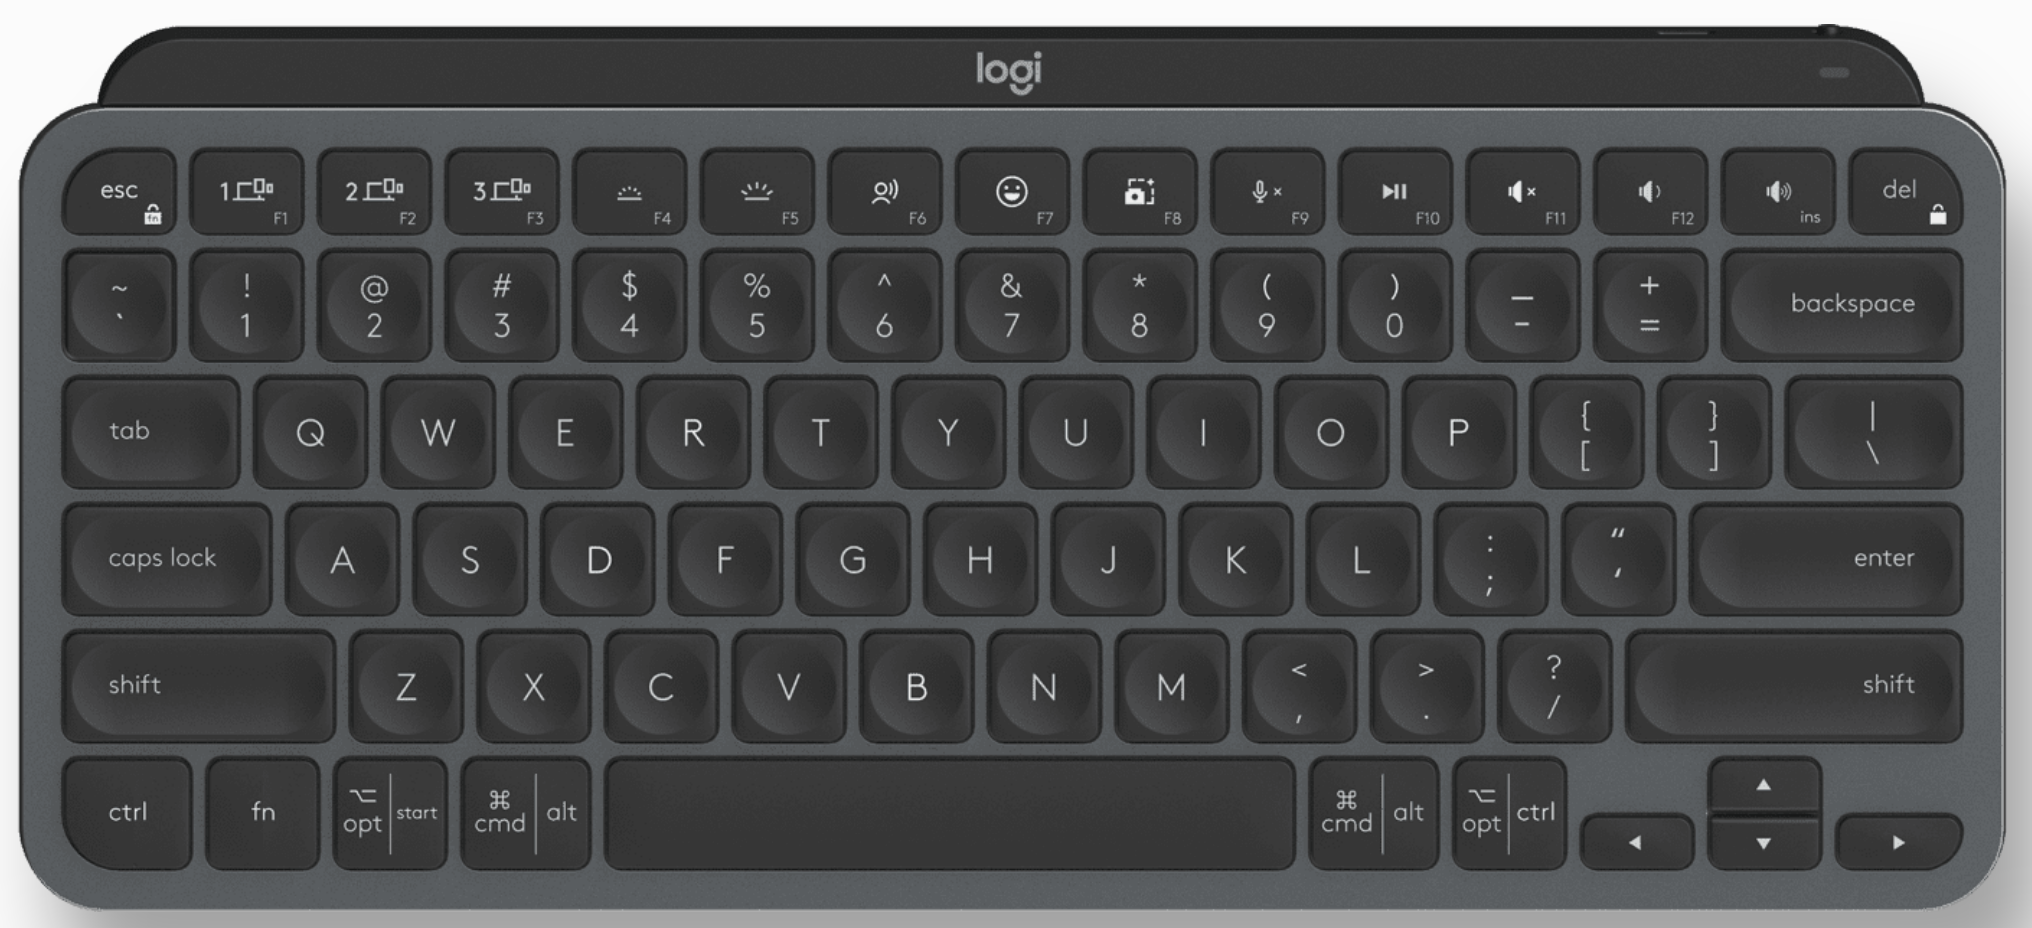 logi
esc 1 2 3 del
fn F1 F2 F3 F4 F5 F6 F7 F8 F9 F10 F11 F12 ins
~ ! @ # $ % ^ & * ( ) — + backspace
` 1 2 3 4 5 6 7 8 9 0 - =
tab Q W E R T Y U I O P { } |
[ ] \
caps lock A S D F G H J K L : “ enter
; ‘
shift Z X C V B N M < > ? shift
, . /
ctrl fn ⌥ start ⌘ alt ⌘ alt ⌥ ctrl ▲
opt cmd cmd opt ◀ ▼ ▶